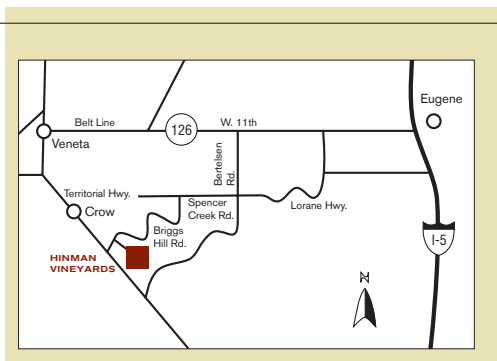 Eugene
Belt Line
126
W. 11th
Veneta
Bertelsen
Rd.
Territorial Hwy.
Spencer
Creek Rd.
Lorane Hwy.
Crow
Briggs
Hill Rd.
I-5
HINMAN
VINEYARDS
N